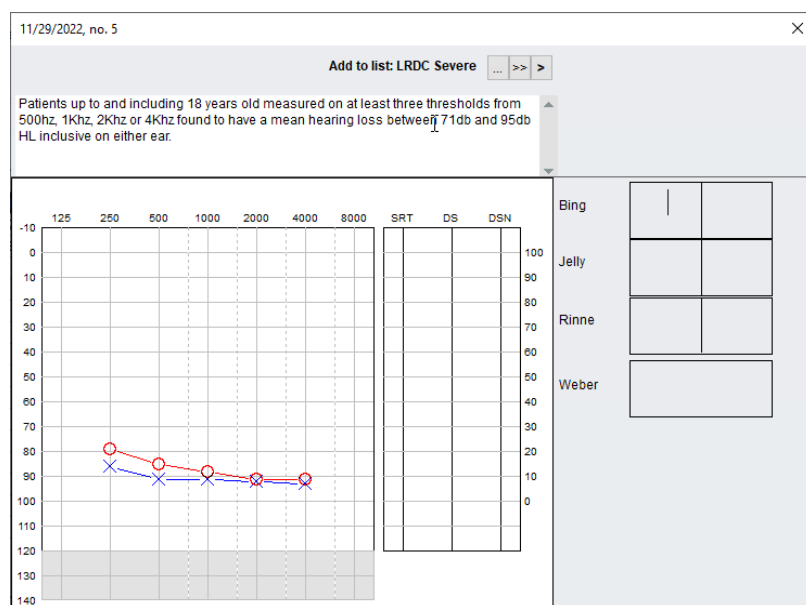 11/29/2022, no. 5
Add to list: LRDC Severe ... >> >
Patients up to and including 18 years old measured on at least three thresholds from
500hz, 1Khz, 2Khz or 4Khz found to have a mean hearing loss between 71db and 95db
HL inclusive on either ear.
125 250 500 1000 2000 4000 8000 SRT DS DSN
-10
0 100
10 90
20 80
30 70
40 60
50 50
60 40
70 30
80 20
90 10
100 0
110
120
130
140
Bing
Jelly
Rinne
Weber